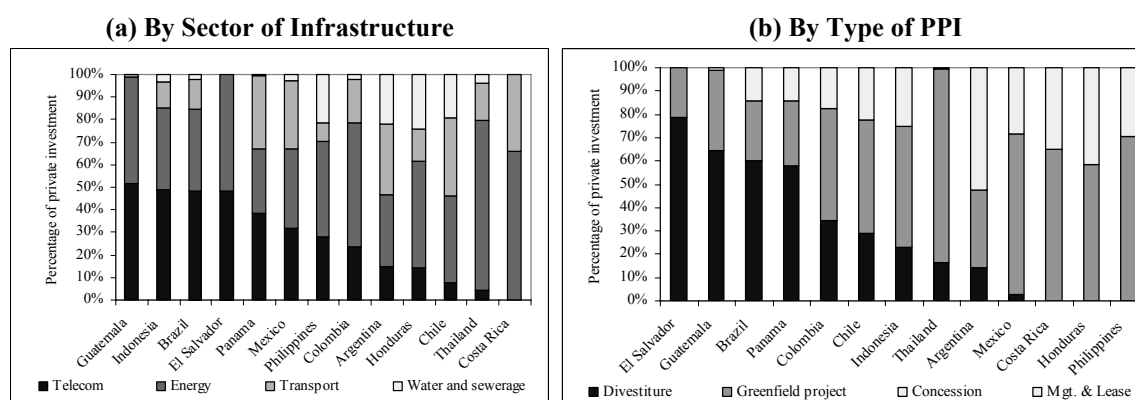 (a) By Sector of Infrastructure
Percentage of private investment
100%
90%
80%
70%
60%
50%
40%
30%
20%
10%
0%
Guatemala
Indonesia
Brazil
El Salvador
Panama
Mexico
Philippines
Colombia
Argentina
Honduras
Chile
Thailand
Costa Rica
Telecom Energy Transport Water and sewerage
(b) By Type of PPI
Percentage of private investment
100%
90%
80%
70%
60%
50%
40%
30%
20%
10%
0%
El Salvador
Guatemala
Brazil
Panama
Colombia
Chile
Indonesia
Thailand
Argentina
Mexico
Costa Rica
Honduras
Philippines
Divestiture Greenfield project Concession Mgt. & Lease